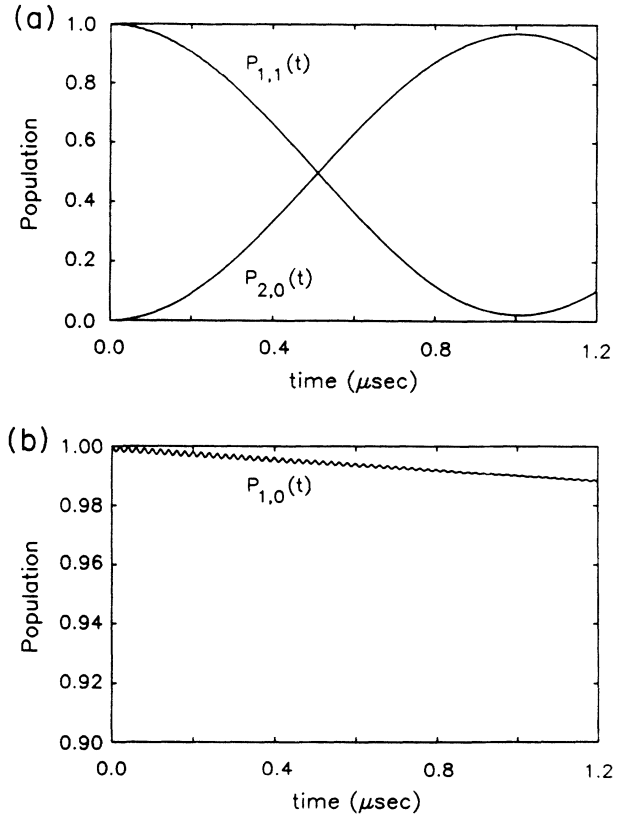 (a)
1.0
0.8
0.6
0.4
0.2
0.0
Population
P1,1(t)
P2,0(t)
0.0 0.4 0.8 1.2
time (μsec)
(b)
1.00
0.98
0.96
0.94
0.92
0.90
Population
P1,0(t)
0.0 0.4 0.8 1.2
time (μsec)